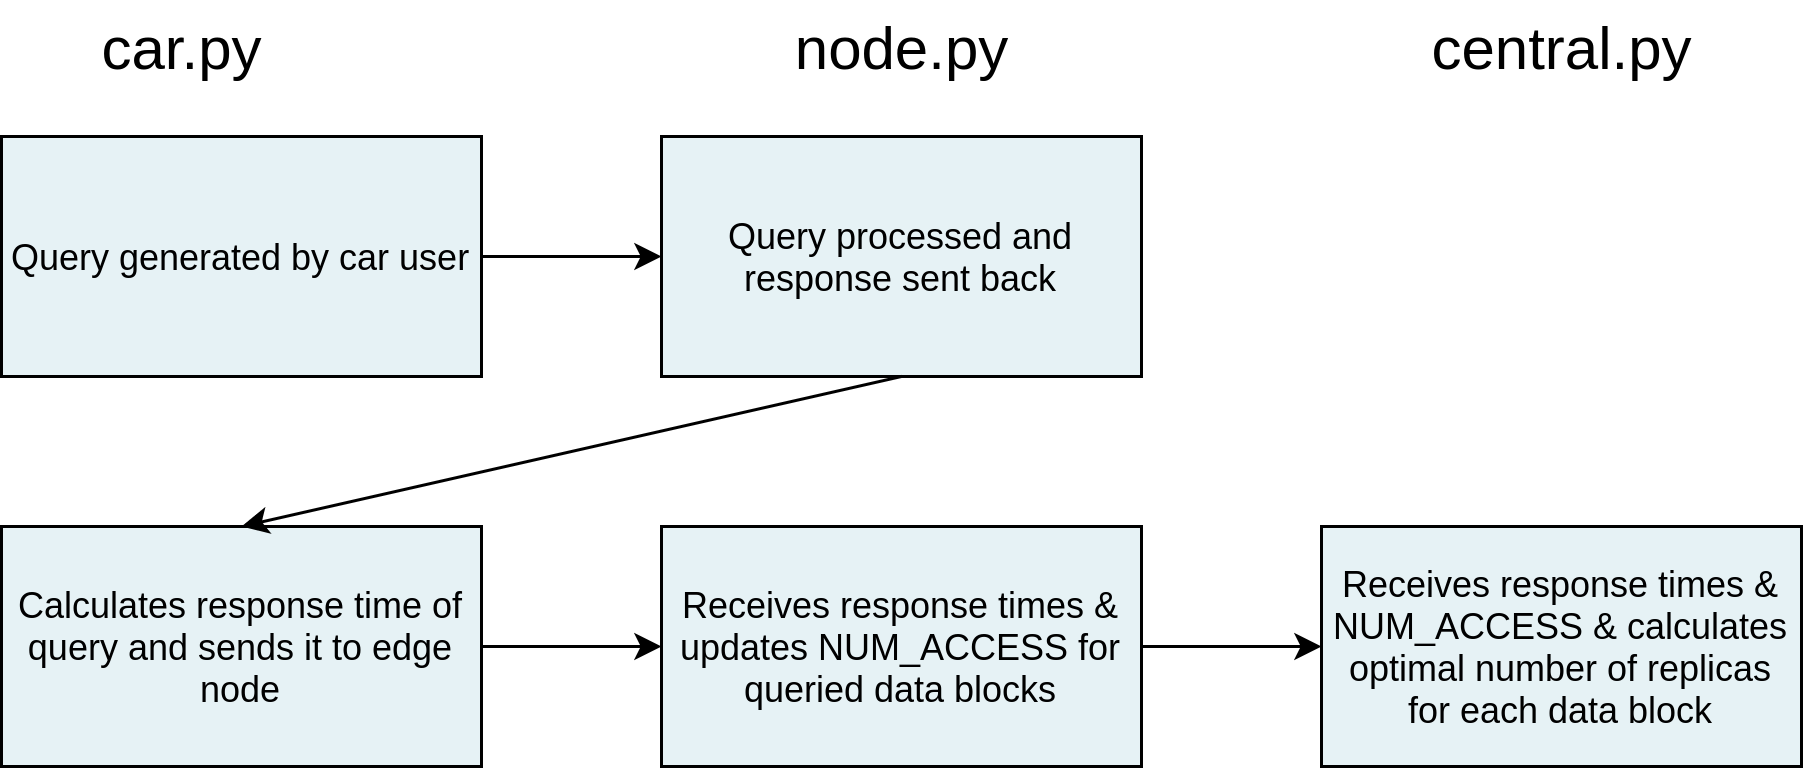 car.py
node.py
central.py
Query generated by car user
Query processed and
response sent back
Calculates response time of
query and sends it to edge
node
Receives response times &
updates NUM_ACCESS for
queried data blocks
Receives response times &
NUM_ACCESS & calculates
optimal number of replicas
for each data block